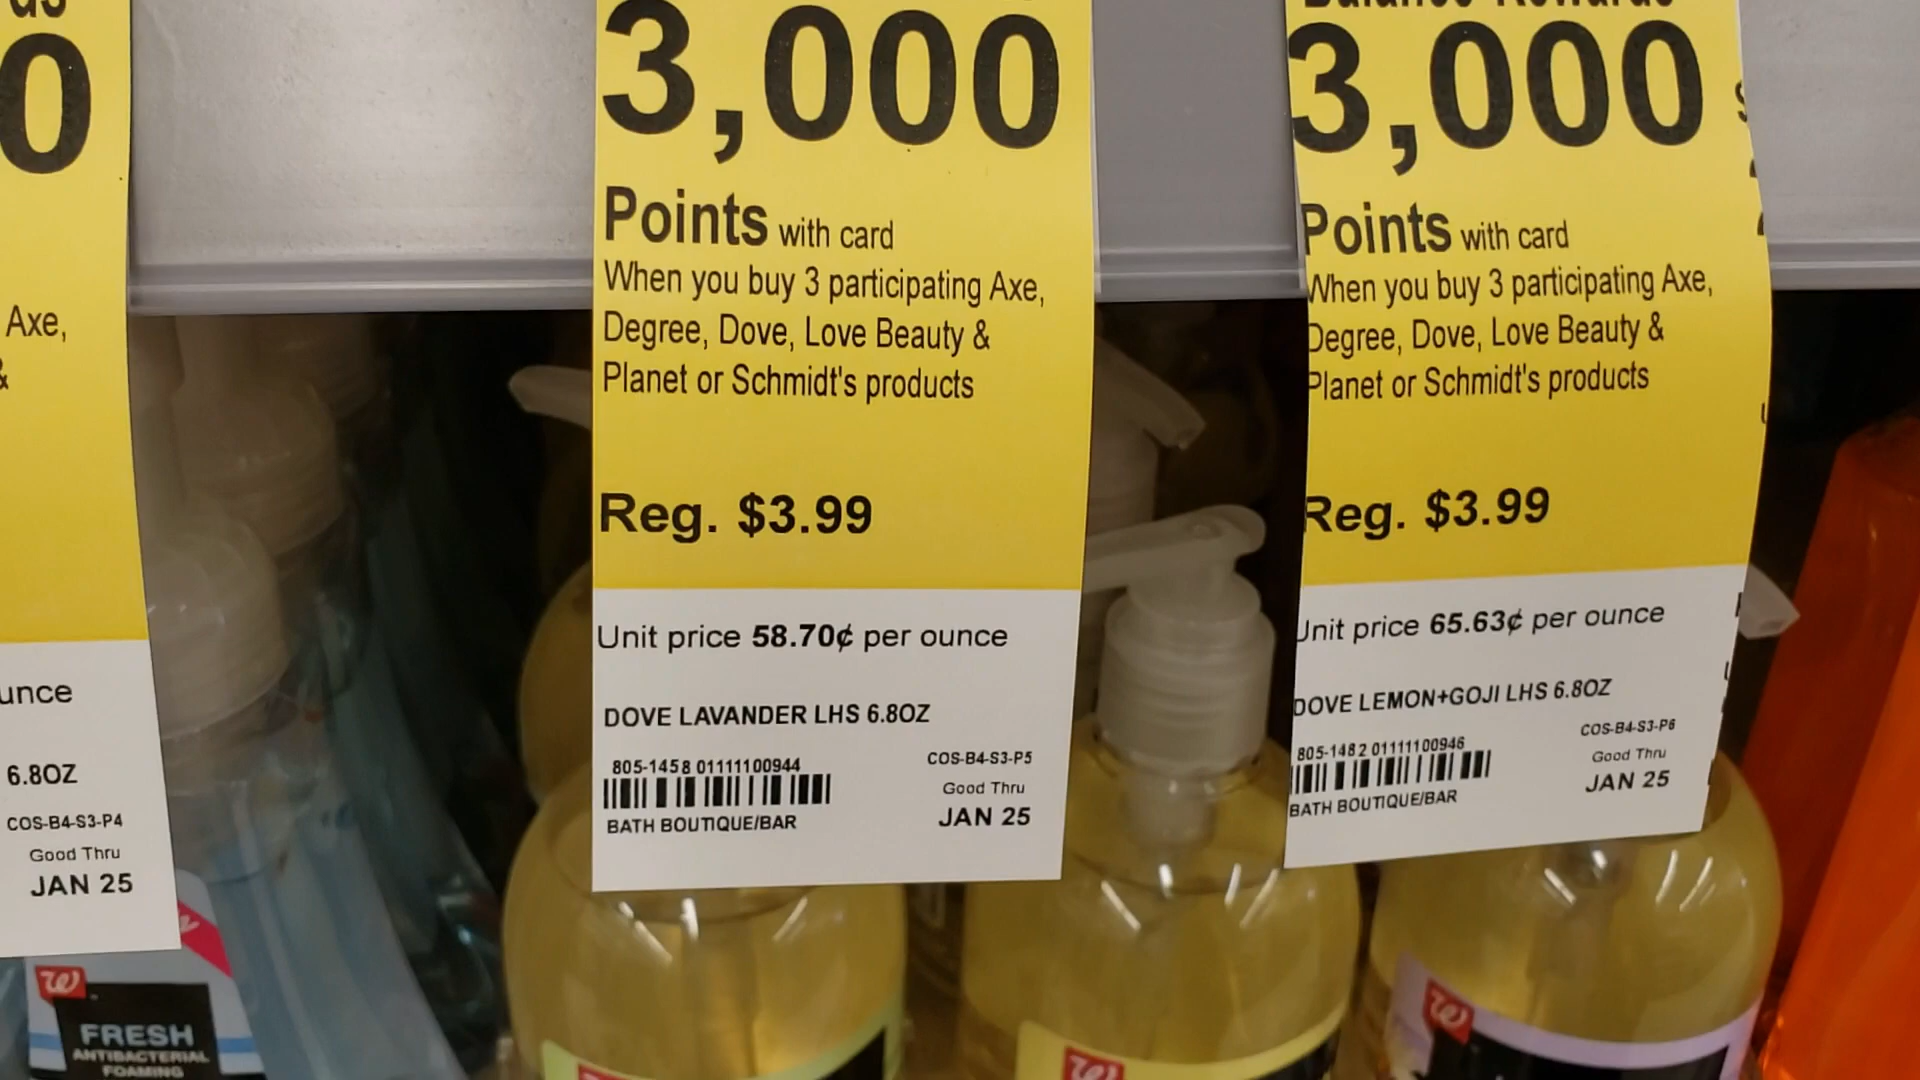 0
Axe,
&
unce
6.8OZ
COS-B4-S3-P4
Good Thru
JAN 25
3,000
Points with card
When you buy 3 participating Axe,
Degree, Dove, Love Beauty &
Planet or Schmidt's products
Reg. $3.99
Unit price 58.70¢ per ounce
DOVE LAVANDER LHS 6.8OZ
805-1458 01111100944
COS-B4-S3-P5
Good Thru
BATH BOUTIQUE/BAR
JAN 25
Balance Rewards
3,000
Points with card
When you buy 3 participating Axe,
Degree, Dove, Love Beauty &
Planet or Schmidt's products
Reg. $3.99
Unit price 65.63¢ per ounce
DOVE LEMON+GOJI LHS 6.8OZ
805-1482 01111100946
COS-B4-S3-P6
Good Thru
BATH BOUTIQUE/BAR
JAN 25
W
FRESH
ANTIBACTERIAL
FOAMING
W
W